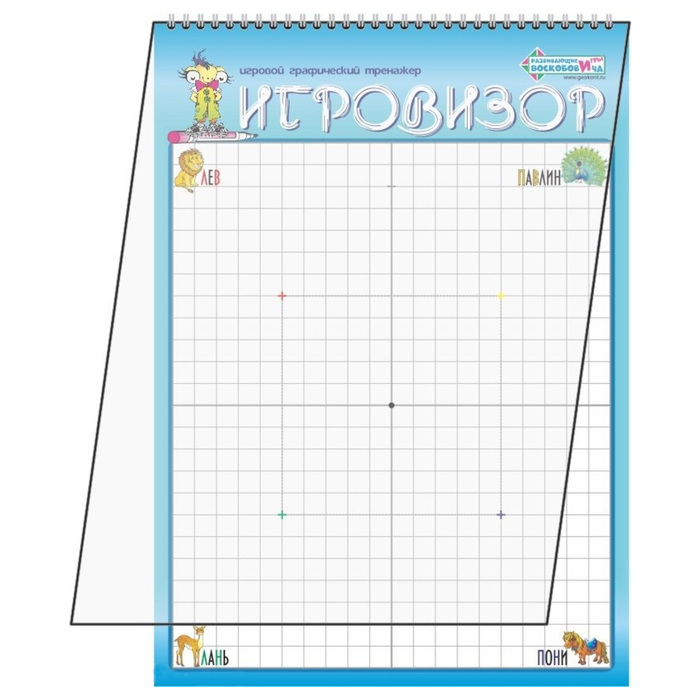 игровой графический тренажер
РАЗВИВАЮЩИЕ ИГРЫ
ВОСКОБОВИЧА
www.geokont.ru
ИГРОВИЗОР
ЛЕВ
ПАВЛИН
ЛАНЬ
ПОНИ